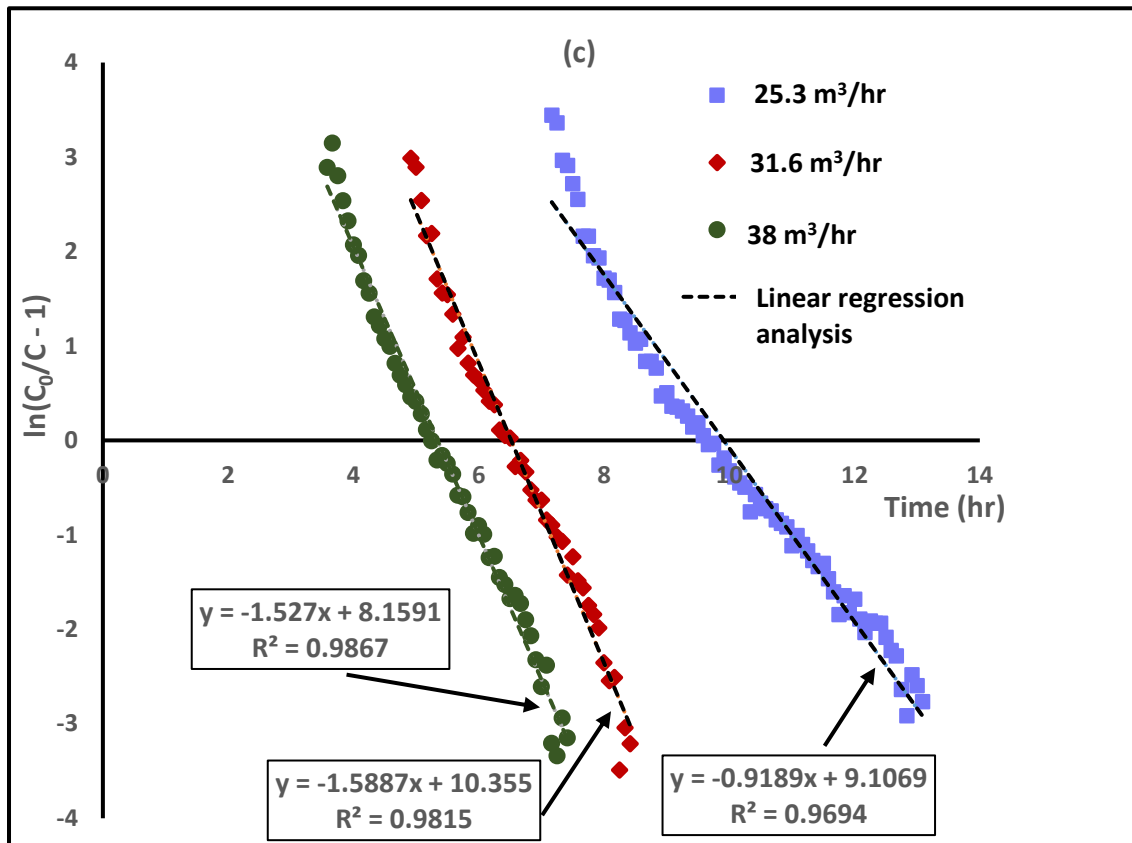 (c)
4
3
2
1
0
-1
-2
-3
-4
ln(C₀/C - 1)
0
2
4
6
8
10
12
14
Time (hr)
25.3 m³/hr
31.6 m³/hr
38 m³/hr
Linear regression
analysis
y = -1.527x + 8.1591
R² = 0.9867
y = -1.5887x + 10.355
R² = 0.9815
y = -0.9189x + 9.1069
R² = 0.9694